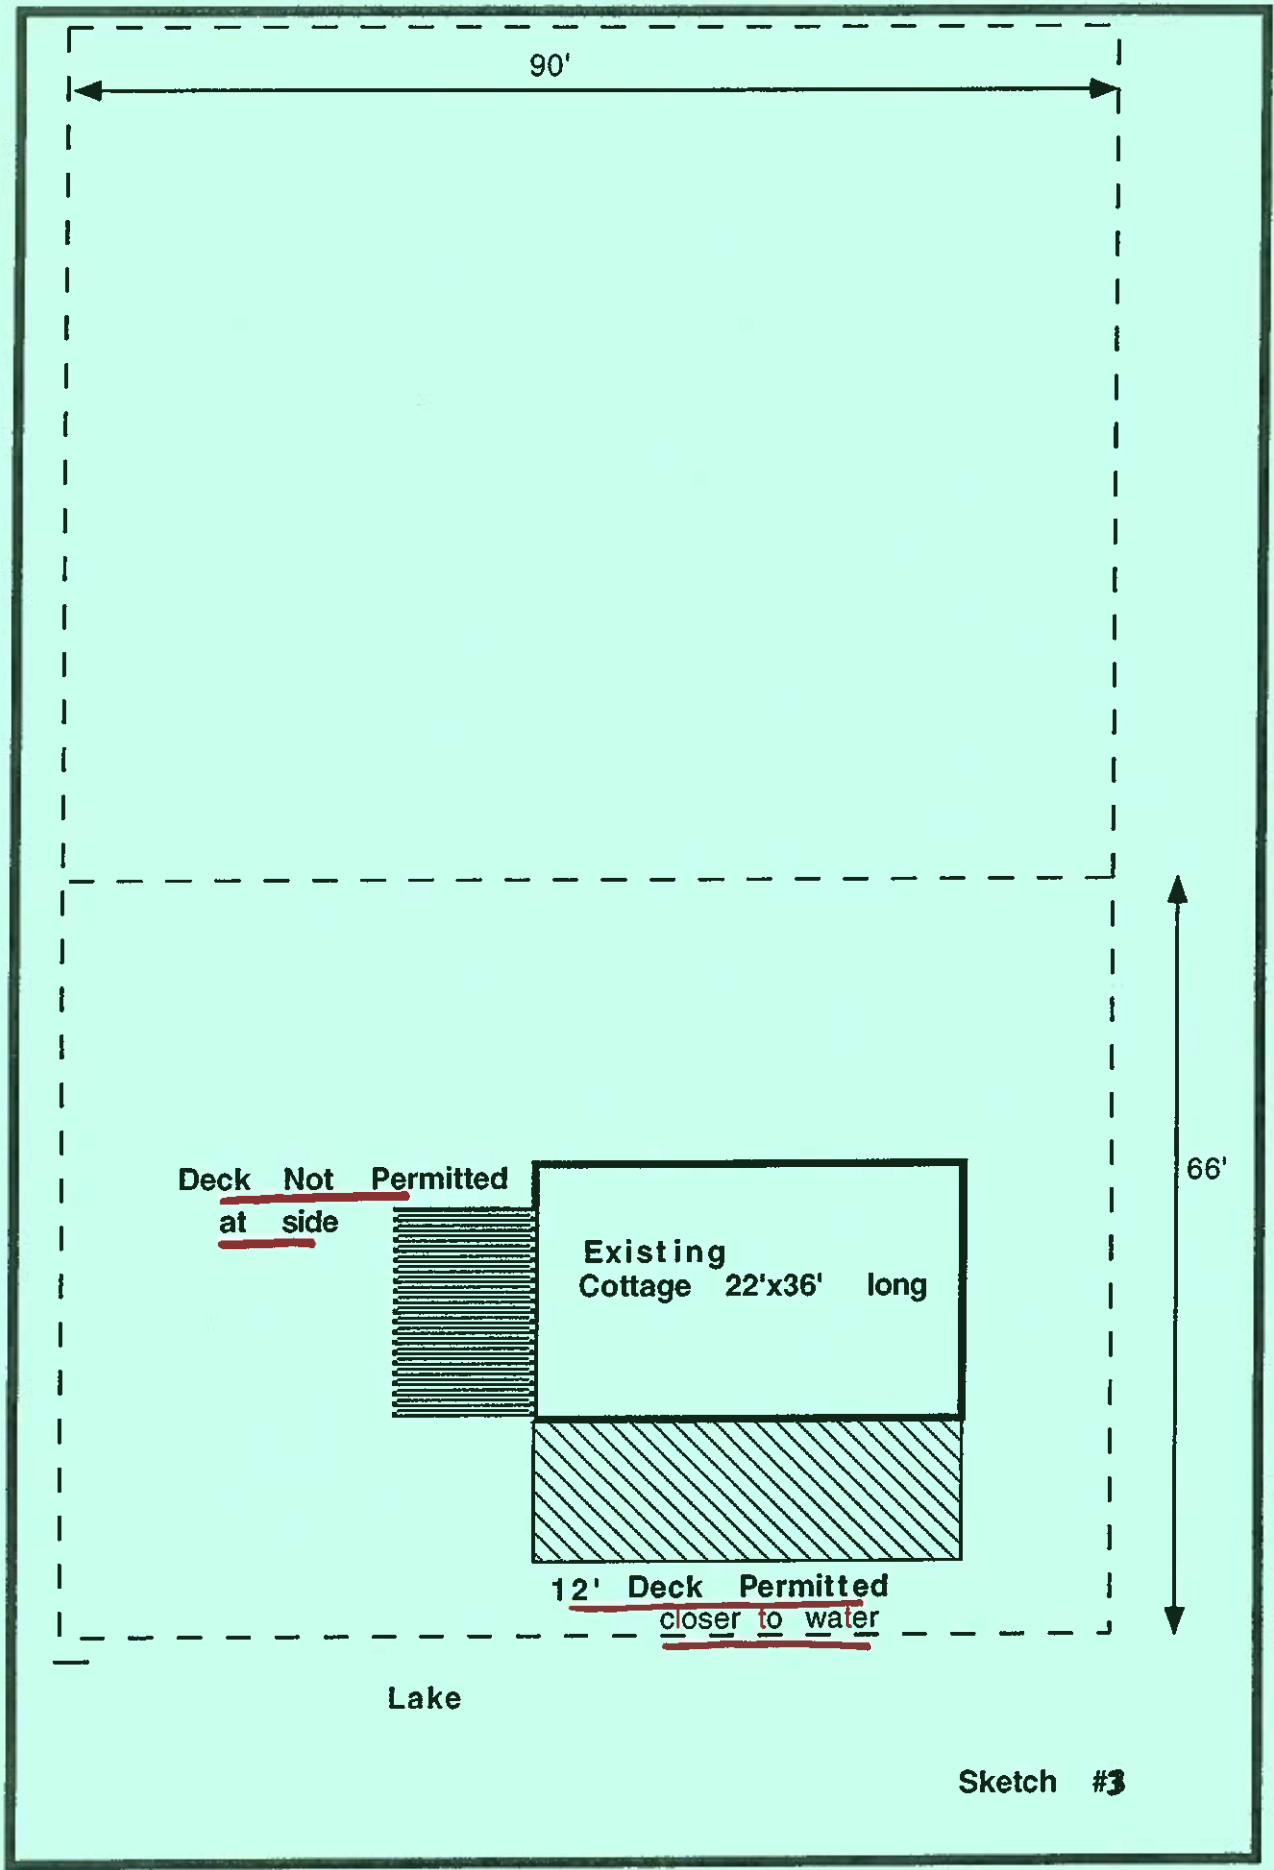 90'
Deck Not Permitted
at side
66'
Existing
Cottage 22'x36' long
12' Deck Permitted
closer to water
Lake
Sketch #3